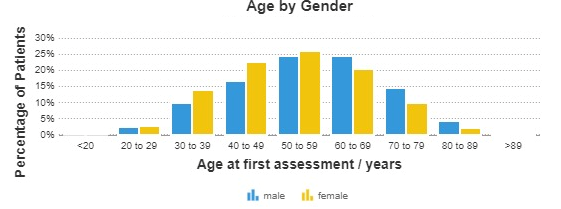 Age by Gender
Percentage of Patients
30%
25%
20%
15%
10%
5%
0%
<20 20 to 29 30 to 39 40 to 49 50 to 59 60 to 69 70 to 79 80 to 89 >89
Age at first assessment / years
male female